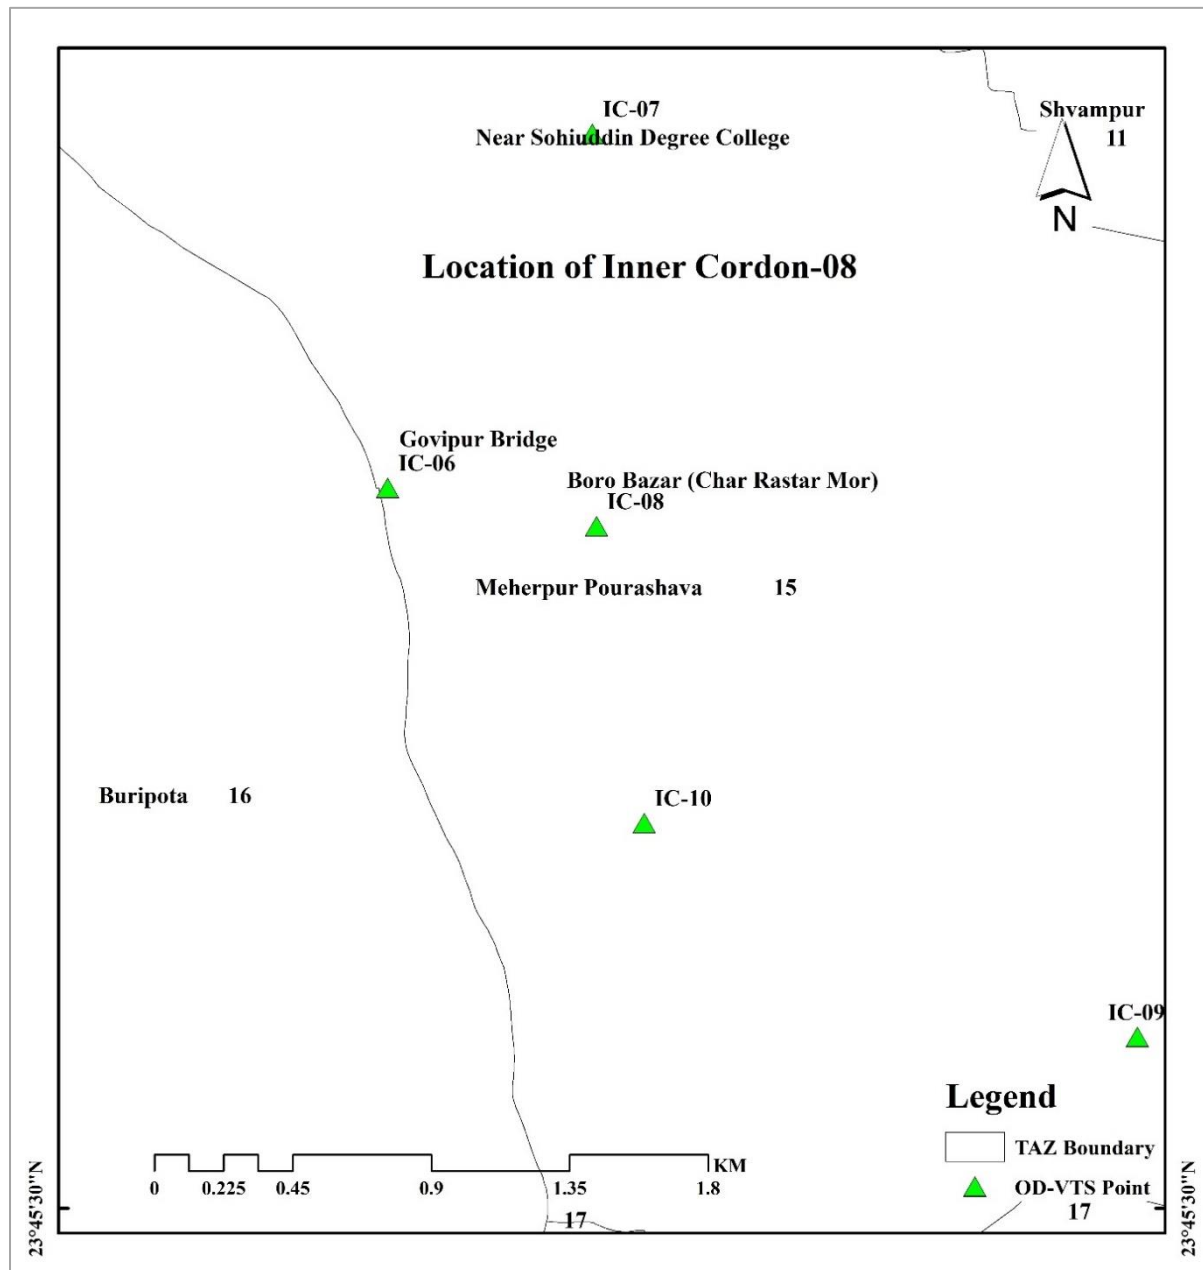 IC-07
Near Sohiuddin Degree College
Shvampur
11
N
Location of Inner Cordon-08
Govipur Bridge
IC-06
Boro Bazar (Char Rastar Mor)
IC-08
Meherpur Pourashava 15
Buripota 16
IC-10
IC-09
Legend
TAZ Boundary
OD-VTS Point
KM
0 0.225 0.45 0.9 1.35 1.8
17
17
23°45'30"N
23°45'30"N